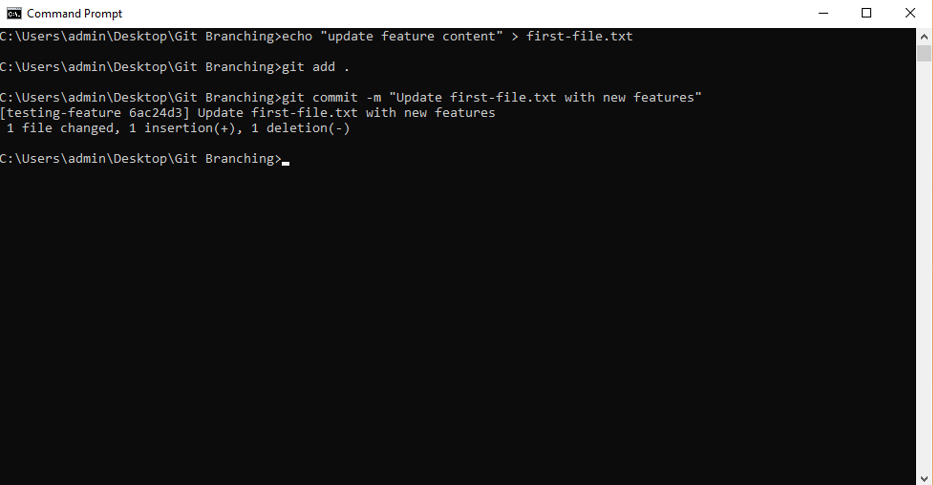 Command Prompt
C:\Users\admin\Desktop\Git Branching>echo "update feature content" > first-file.txt
C:\Users\admin\Desktop\Git Branching>git add .
C:\Users\admin\Desktop\Git Branching>git commit -m "Update first-file.txt with new features"
[testing-feature 6ac24d3] Update first-file.txt with new features
 1 file changed, 1 insertion(+), 1 deletion(-)
C:\Users\admin\Desktop\Git Branching>